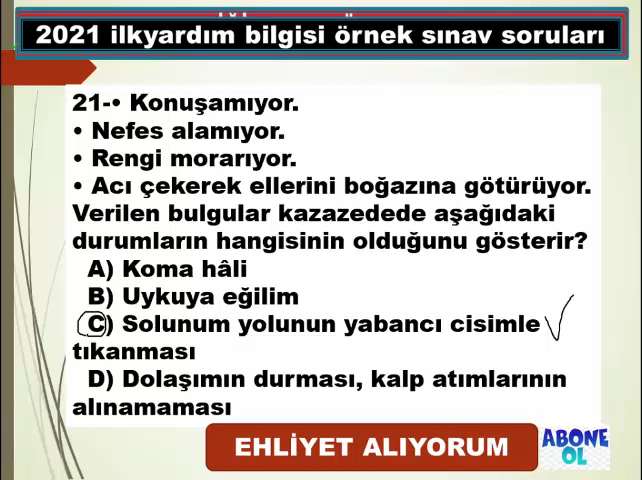 2021 ilkyardım bilgisi örnek sınav soruları
21-• Konuşamıyor.
• Nefes alamıyor.
• Rengi morarıyor.
• Acı çekerek ellerini boğazına götürüyor.
Verilen bulgular kazazedede aşağıdaki
durumların hangisinin olduğunu gösterir?
A) Koma hâli
B) Uykuya eğilim
C) Solunum yolunun yabancı cisimle
tıkanması
D) Dolaşımın durması, kalp atımlarının
alınamaması
EHLİYET ALIYORUM
ABONE
OL